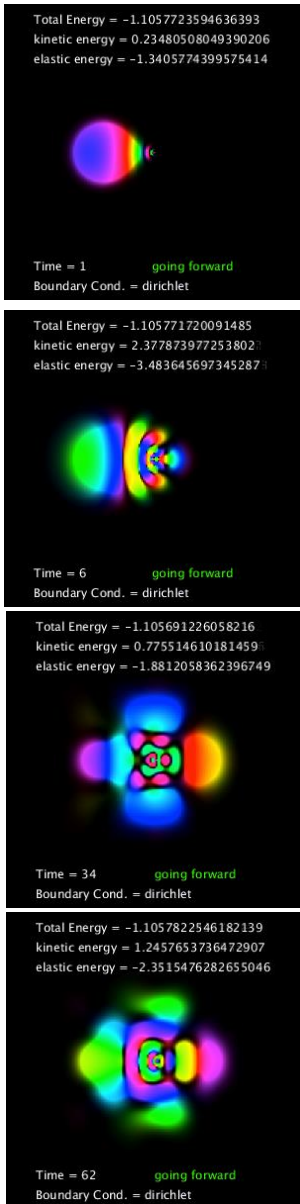 Total Energy = -1.1057723594636393
kinetic energy = 0.23480508049390206
elastic energy = -1.3405774399575414
Time = 1 going forward
Boundary Cond. = dirichlet
Total Energy = -1.105771720091485
kinetic energy = 2.377873977253802
elastic energy = -3.483645697345287
Time = 6 going forward
Boundary Cond. = dirichlet
Total Energy = -1.105691226058216
kinetic energy = 0.775514610181459
elastic energy = -1.8812058362396749
Time = 34 going forward
Boundary Cond. = dirichlet
Total Energy = -1.1057822546182139
kinetic energy = 1.2457653736472907
elastic energy = -2.3515476282655046
Time = 62 going forward
Boundary Cond. = dirichlet